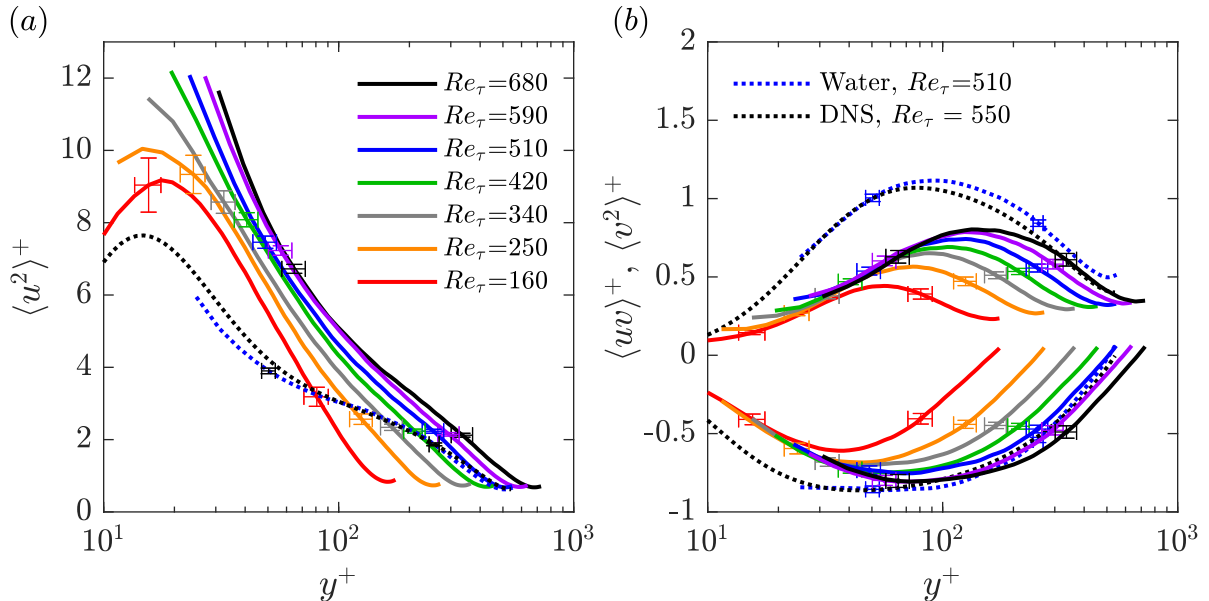 (a)
12
10
8
6
4
2
0
⟨u²⟩⁺
10¹
10²
10³
y⁺
Re_τ=680
Re_τ=590
Re_τ=510
Re_τ=420
Re_τ=340
Re_τ=250
Re_τ=160
(b)
2
1.5
1
0.5
0
-0.5
-1
⟨uv⟩⁺, ⟨v²⟩⁺
10¹
10²
10³
y⁺
Water, Re_τ=510
DNS, Re_τ = 550